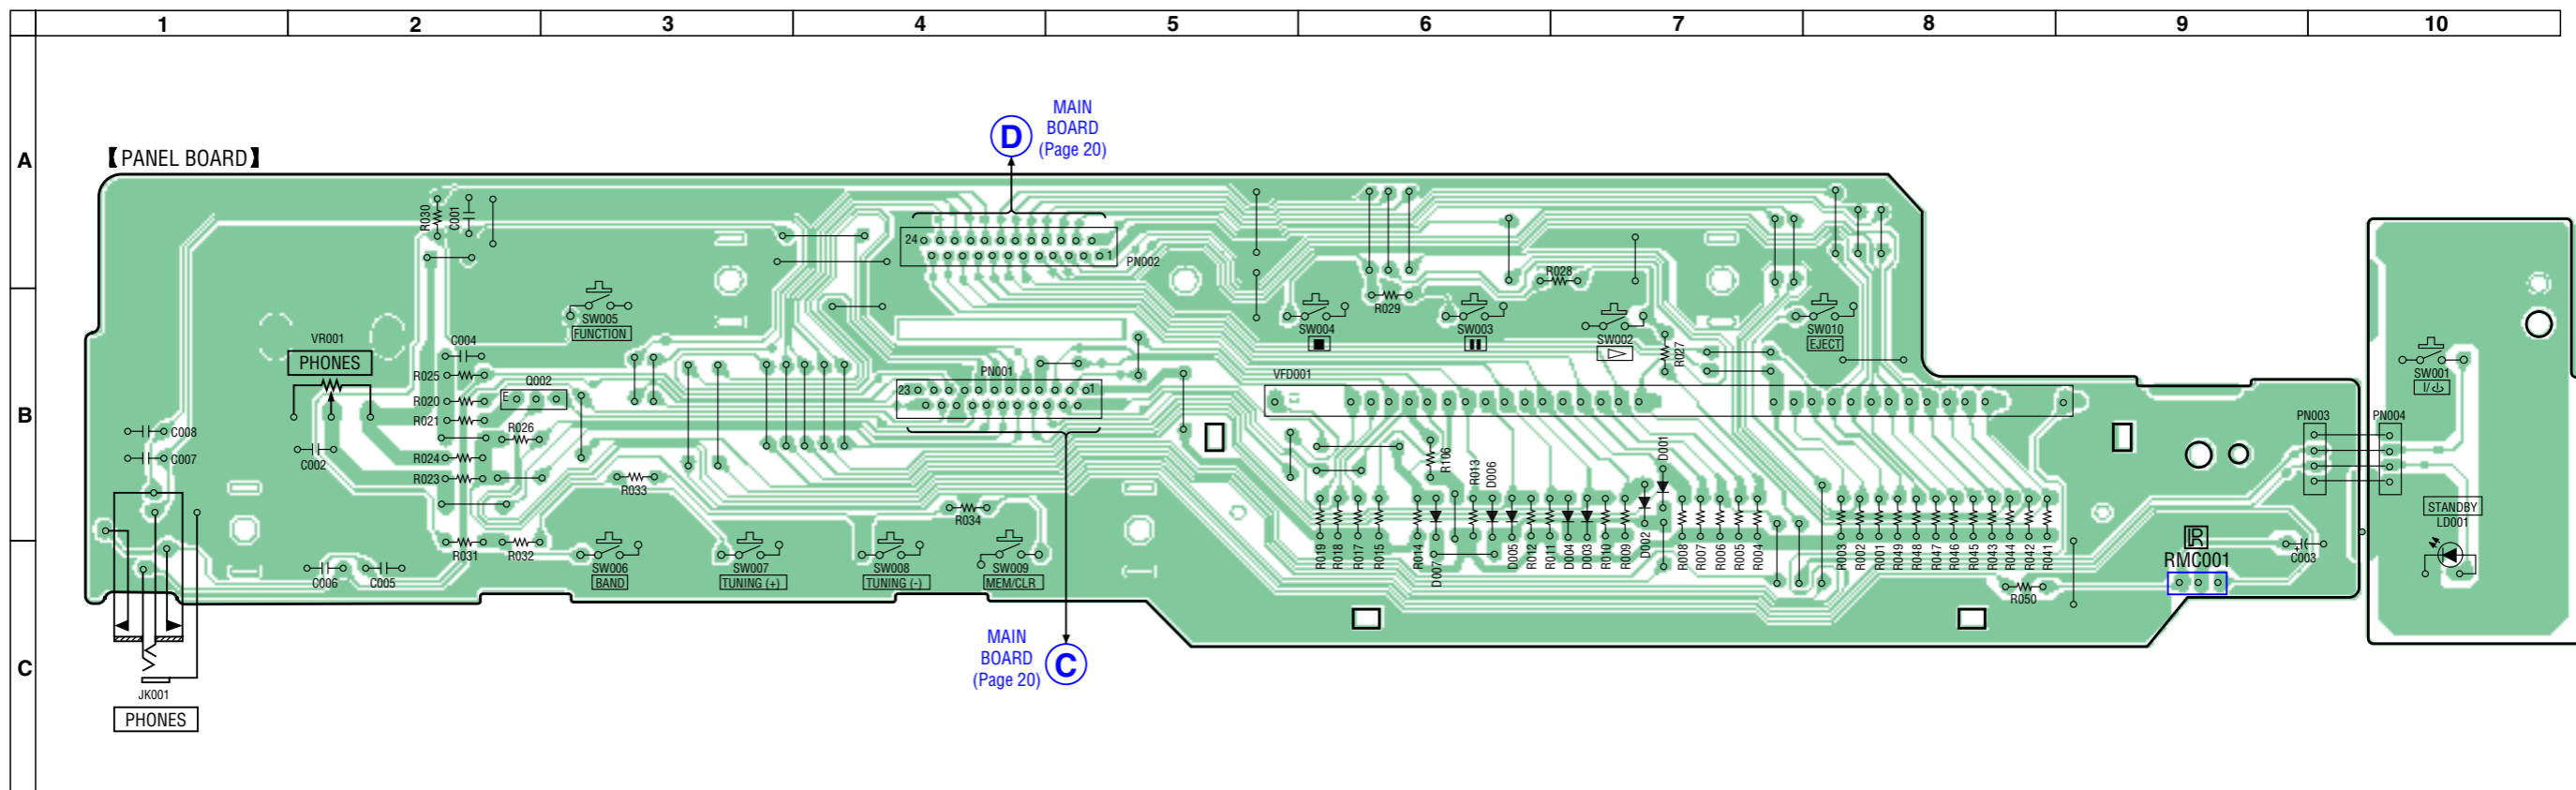 1 2 3 4 5 6 7 8 9 10
A
B
C
【PANEL BOARD】
D
MAIN
BOARD
(Page 20)
R030
C001
24
1
PN002
R028
R029
SW005
FUNCTION
SW004
SW003
SW002
SW010
EJECT
VR001
PHONES
C004
R025
Q002
R020
E
R021
R026
R024
R023
C002
C008
C007
R033
PN001
23
1
R034
R027
VFD001
SW001
I/
PN003
PN004
R106
R013
D006
D001
STANDBY
LD001
R031
R032
C006
C005
SW006
BAND
SW007
TUNING (+)
SW008
TUNING (-)
SW009
MEM/CLR
R019
R018
R017
R015
R014
D007
D005
R012
R011
D004
D003
R010
R009
D002
R008
R007
R006
R005
R004
R003
R002
R001
R049
R048
R047
R046
R045
R043
R044
R042
R041
R050
R
RMC001
+
C003
MAIN
BOARD
(Page 20)
C
JK001
PHONES